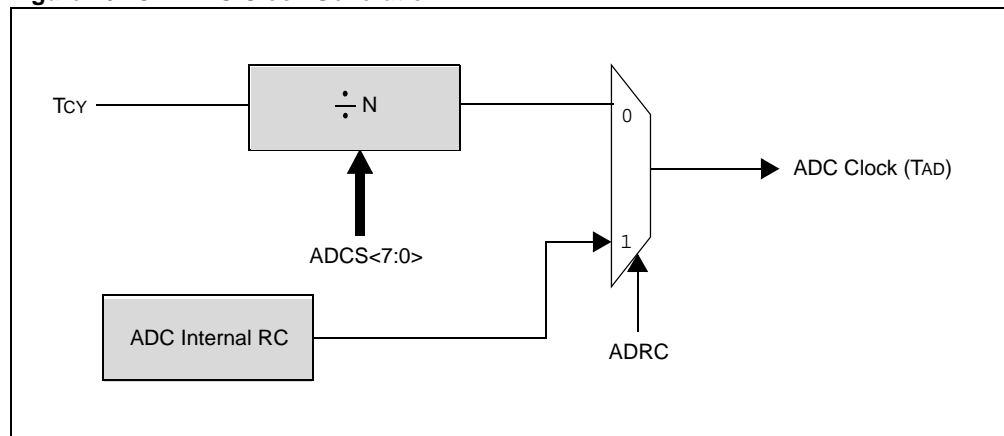 TCY
÷ N
0
ADC Clock (TAD)
ADCS<7:0>
1
ADC Internal RC
ADRC